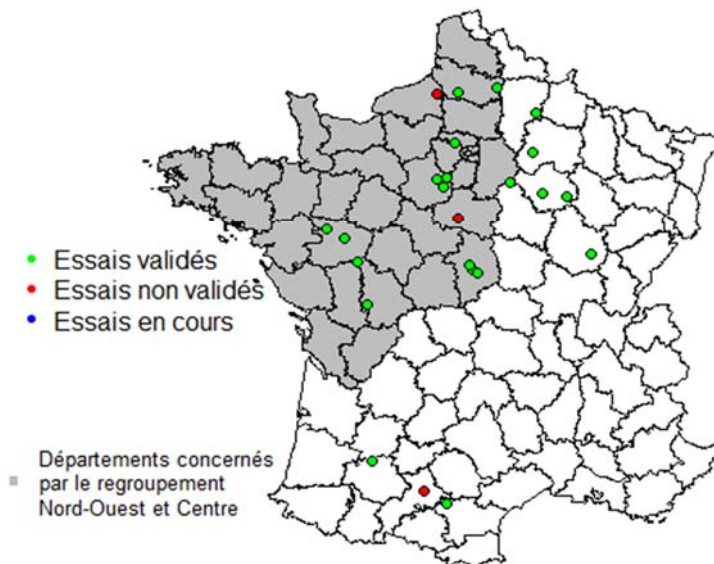 Essais validés
Essais non validés
Essais en cours
Départements concernés
par le regroupement
Nord-Ouest et Centre